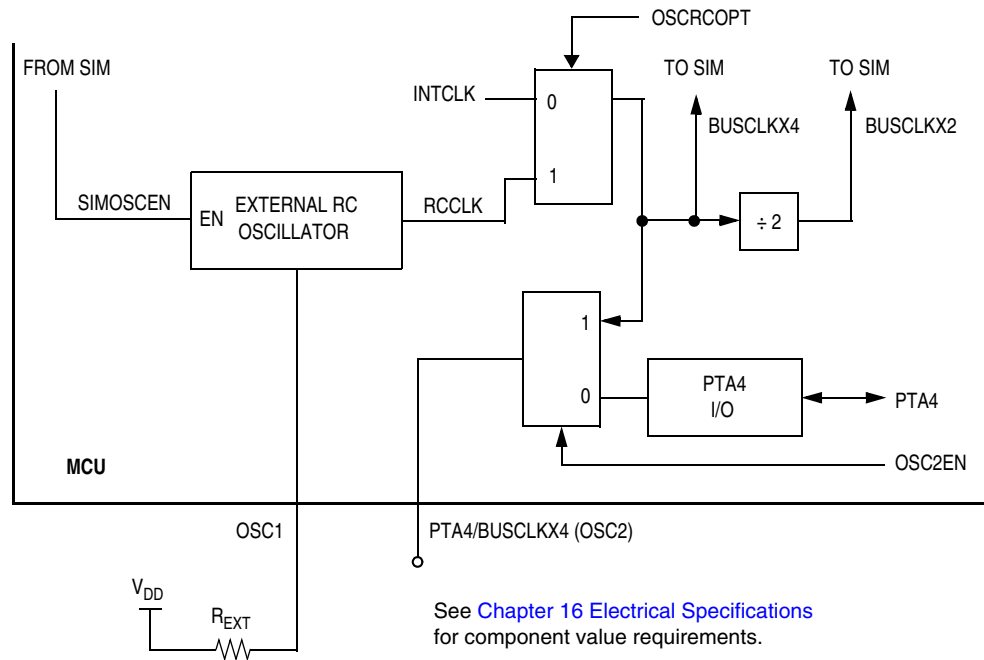 OSCRCOPT
FROM SIM
TO SIM
TO SIM
INTCLK
0
BUSCLKX4
BUSCLKX2
1
SIMOSCEN
EN
EXTERNAL RC
OSCILLATOR
RCCLK
÷ 2
1
0
PTA4
I/O
PTA4
MCU
OSC2EN
OSC1
PTA4/BUSCLKX4 (OSC2)
VDD
REXT
See Chapter 16 Electrical Specifications
for component value requirements.